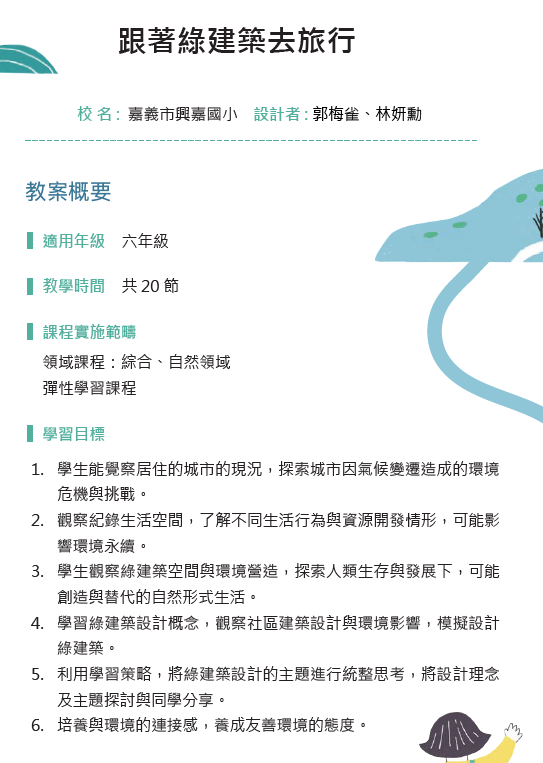 跟著綠建築去旅行
校 名 : 嘉義市興嘉國小 設計者 : 郭梅雀、林妍勳
教案概要
適用年級 六年級
教學時間 共 20 節
課程實施範疇
領域課程：綜合、自然領域
彈性學習課程
學習目標
1. 學生能覺察居住的城市的現況，探索城市因氣候變遷造成的環境
危機與挑戰。
2. 觀察紀錄生活空間，了解不同生活行為與資源開發情形，可能影
響環境永續。
3. 學生觀察綠建築空間與環境營造，探索人類生存與發展下，可能
創造與替代的自然形式生活。
4. 學習綠建築設計概念，觀察社區建築設計與環境影響，模擬設計
綠建築。
5. 利用學習策略，將綠建築設計的主題進行統整思考，將設計理念
及主題探討與同學分享。
6. 培養與環境的連接感，養成友善環境的態度。